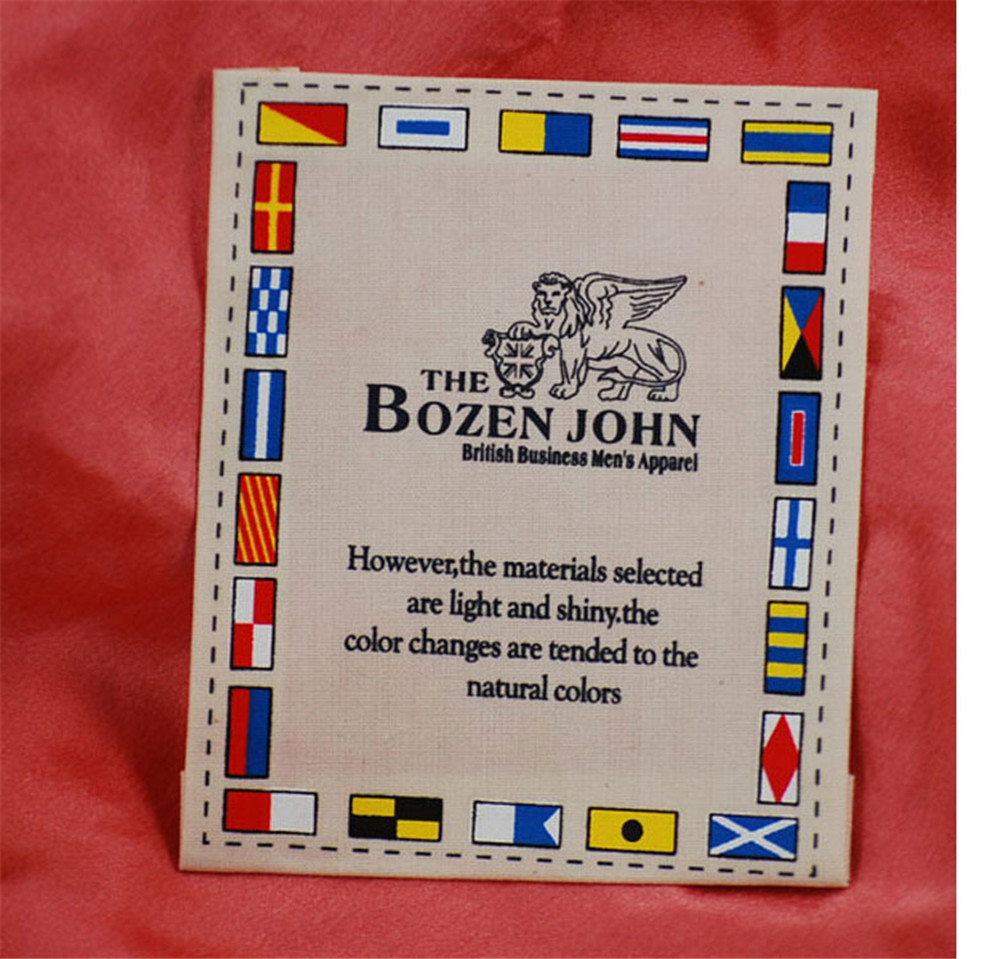 THE
BOZEN JOHN
British Business Men's Apparel
However,the materials selected
are light and shiny.the
color changes are tended to the
natural colors